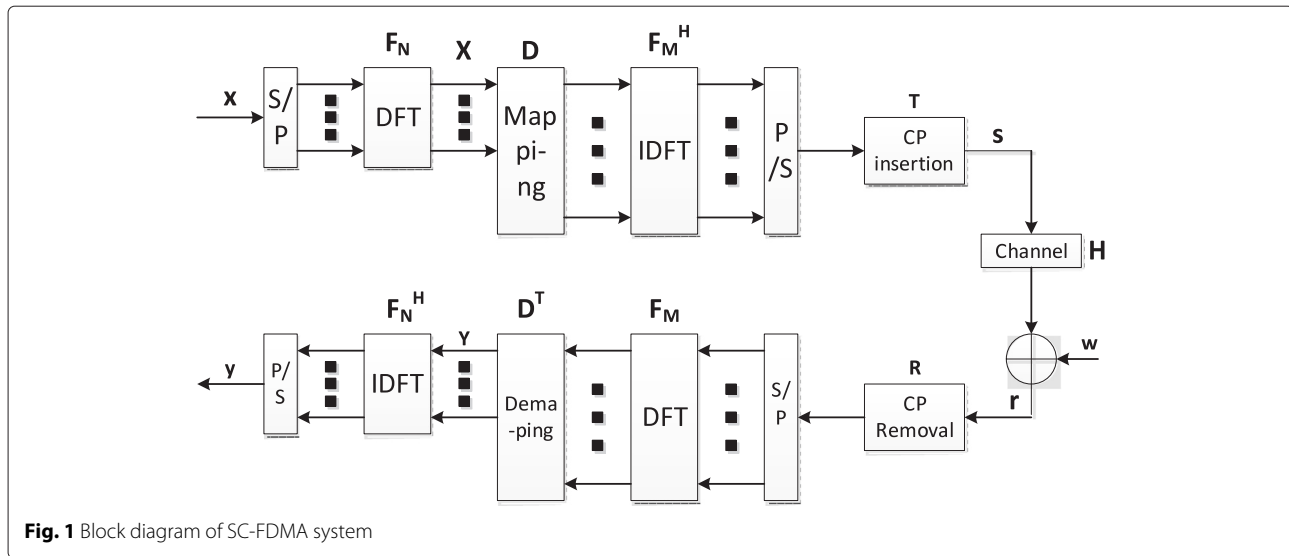 F_N X D F_M^H
x
S/
P
DFT
Map
pi-
ng
IDFT
P
/S
T
CP
insertion
S
Channel H
F_N^H D^T F_M
y
P/
S
IDFT
Y
Dema
-ping
DFT
S/
P
R
CP
Removal
r
w
Fig. 1 Block diagram of SC-FDMA system